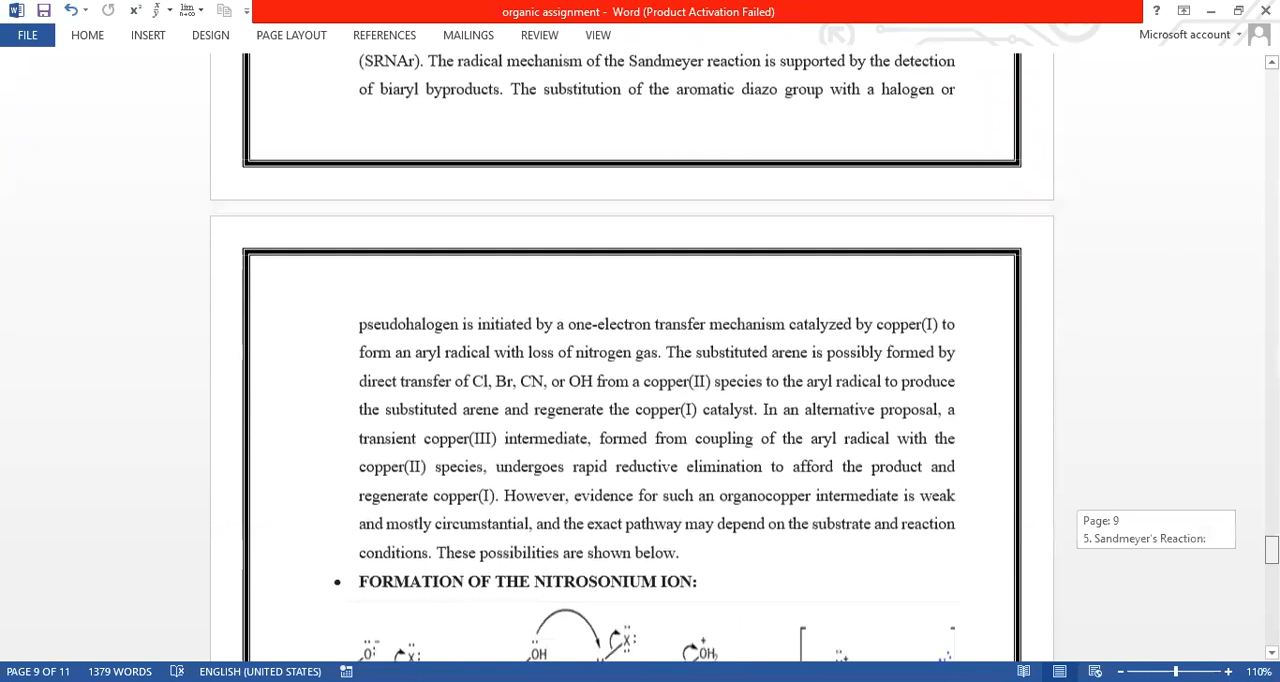 organic assignment - Word (Product Activation Failed)
FILE HOME INSERT DESIGN PAGE LAYOUT REFERENCES MAILINGS REVIEW VIEW Microsoft account
(SRNAr). The radical mechanism of the Sandmeyer reaction is supported by the detection
of biaryl byproducts. The substitution of the aromatic diazo group with a halogen or
pseudohalogen is initiated by a one-electron transfer mechanism catalyzed by copper(I) to
form an aryl radical with loss of nitrogen gas. The substituted arene is possibly formed by
direct transfer of Cl, Br, CN, or OH from a copper(II) species to the aryl radical to produce
the substituted arene and regenerate the copper(I) catalyst. In an alternative proposal, a
transient copper(III) intermediate, formed from coupling of the aryl radical with the
copper(II) species, undergoes rapid reductive elimination to afford the product and
regenerate copper(I). However, evidence for such an organocopper intermediate is weak
and mostly circumstantial, and the exact pathway may depend on the substrate and reaction
conditions. These possibilities are shown below.
• FORMATION OF THE NITROSONIUM ION:
Page: 9
5. Sandmeyer's Reaction:
OH X: OH₂
O: X:
PAGE 9 OF 11 1379 WORDS ENGLISH (UNITED STATES) 110%